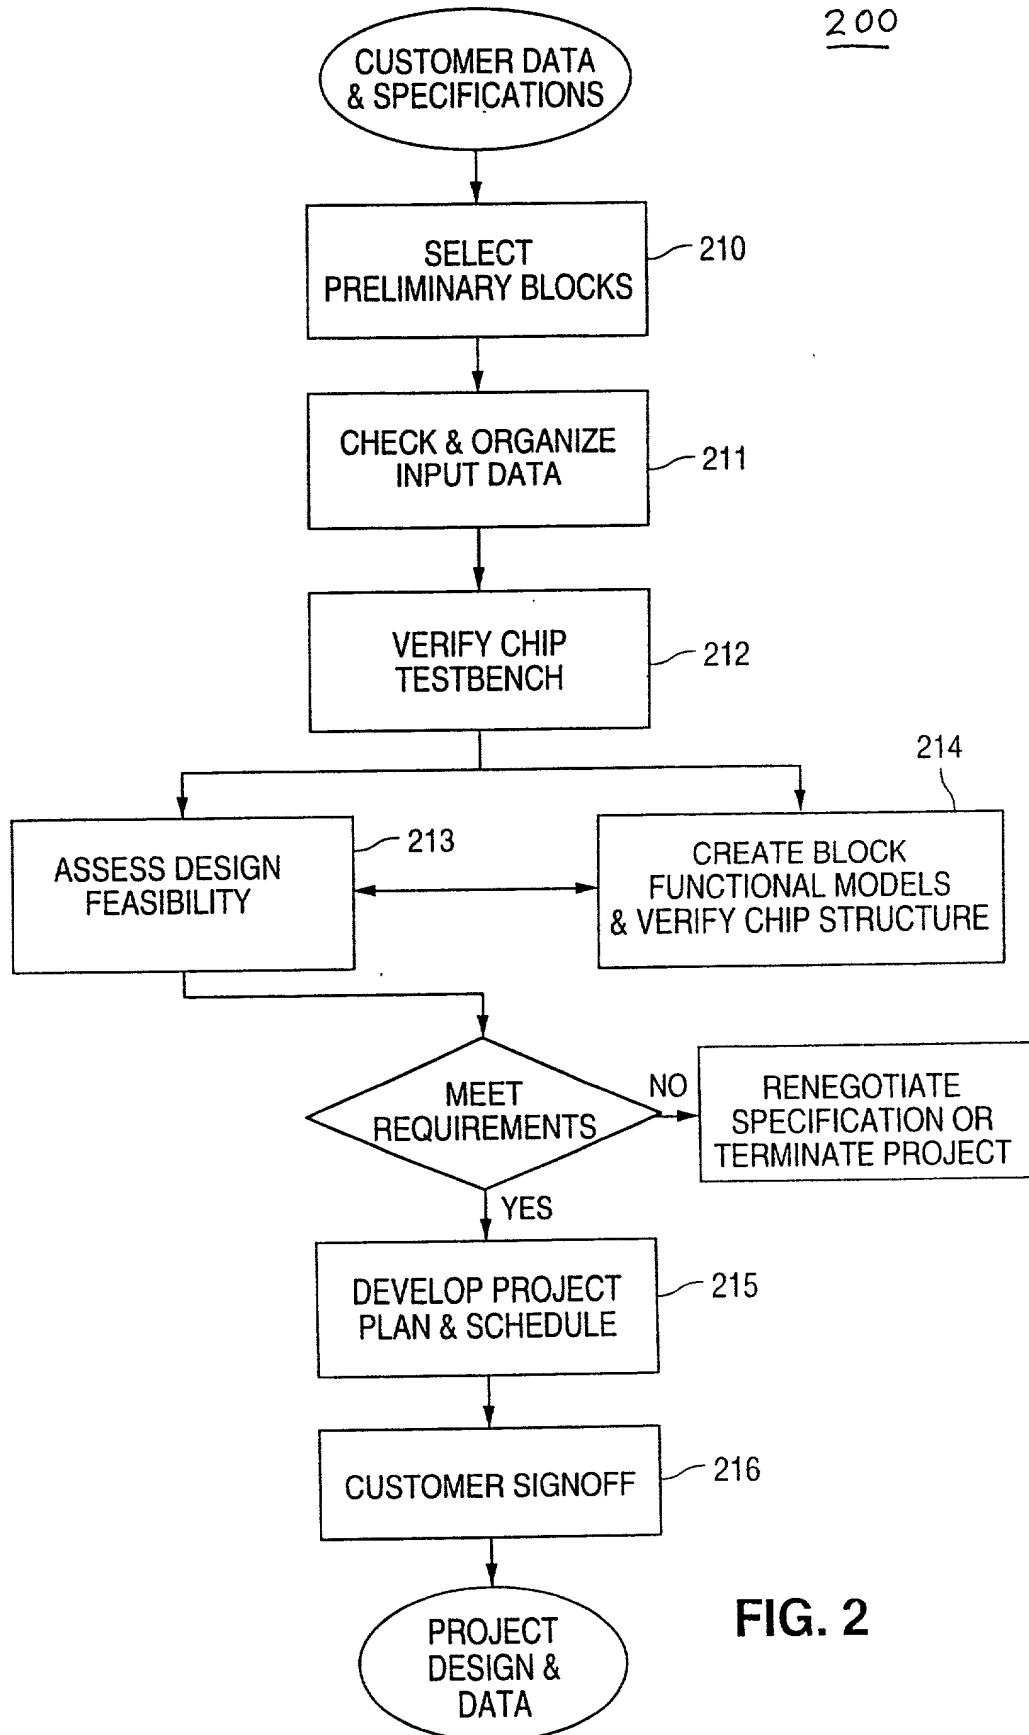 200
CUSTOMER DATA
& SPECIFICATIONS
SELECT
PRELIMINARY BLOCKS
210
CHECK & ORGANIZE
INPUT DATA
211
VERIFY CHIP
TESTBENCH
212
214
ASSESS DESIGN
FEASIBILITY
213
CREATE BLOCK
FUNCTIONAL MODELS
& VERIFY CHIP STRUCTURE
MEET
REQUIREMENTS
NO
RENEGOTIATE
SPECIFICATION OR
TERMINATE PROJECT
YES
DEVELOP PROJECT
PLAN & SCHEDULE
215
CUSTOMER SIGNOFF
216
PROJECT
DESIGN &
DATA
FIG. 2